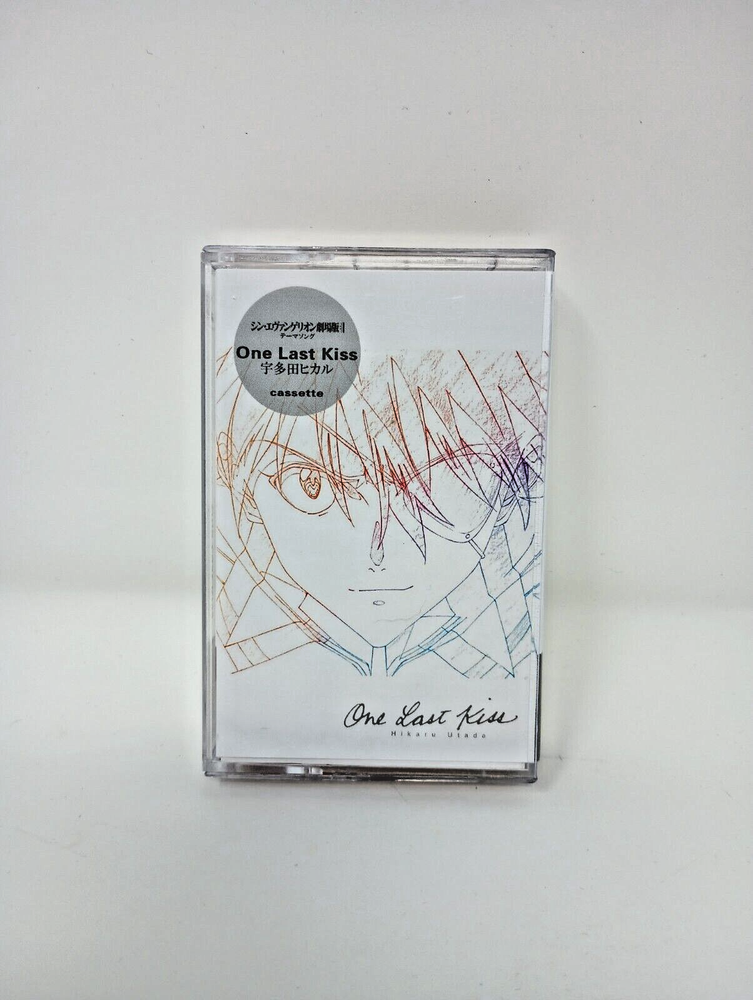 シン・エヴァンゲリオン劇場版𝄇
テーマソング
One Last Kiss
宇多田ヒカル
cassette
One Last Kiss
Hikaru Utada